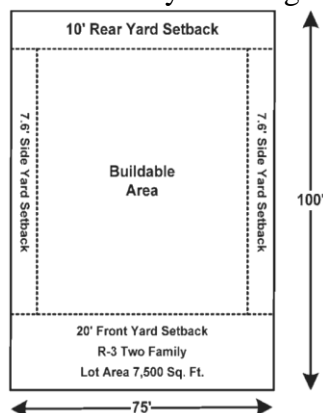 10' Rear Yard Setback
7.6' Side Yard Setback
Buildable
Area
7.6' Side Yard Setback
100'
20' Front Yard Setback
R-3 Two Family
Lot Area 7,500 Sq. Ft.
75'